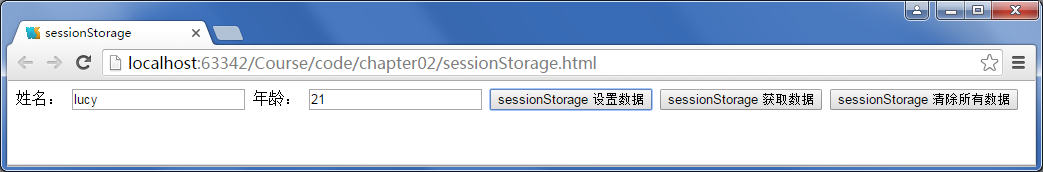 sessionStorage
localhost:63342/Course/code/chapter02/sessionStorage.html
姓名： lucy 年龄： 21 sessionStorage 设置数据 sessionStorage 获取数据 sessionStorage 清除所有数据